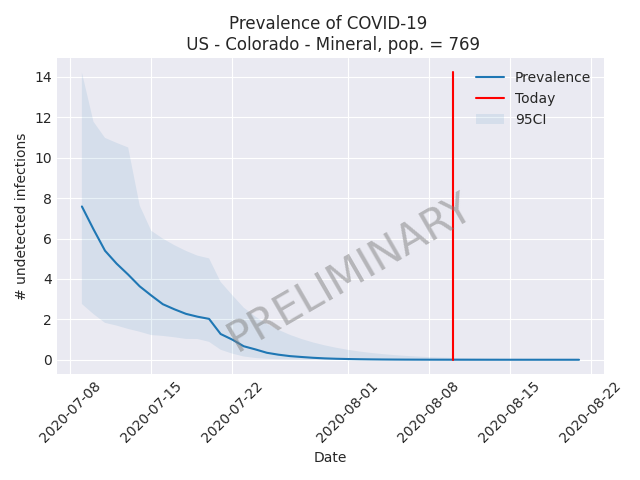 Prevalence of COVID-19
US - Colorado - Mineral, pop. = 769
# undetected infections
14
12
10
8
6
4
2
0
Prevalence
Today
95CI
PRELIMINARY
2020-07-08
2020-07-15
2020-07-22
2020-08-01
2020-08-08
2020-08-15
2020-08-22
Date